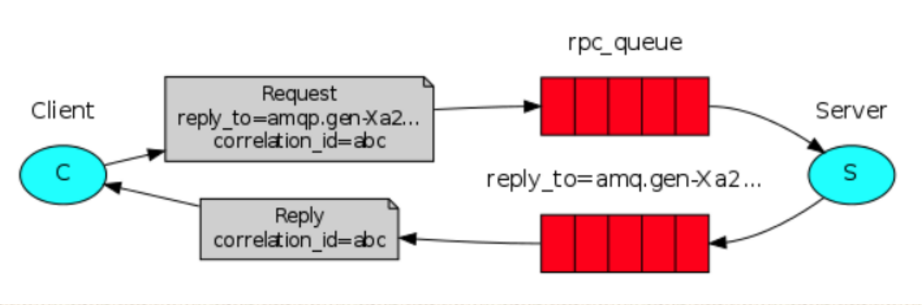 rpc_queue
Client
Request
reply_to=amqp.gen-Xa2...
correlation_id=abc
Server
C
S
reply_to=amq.gen-Xa2...
Reply
correlation_id=abc